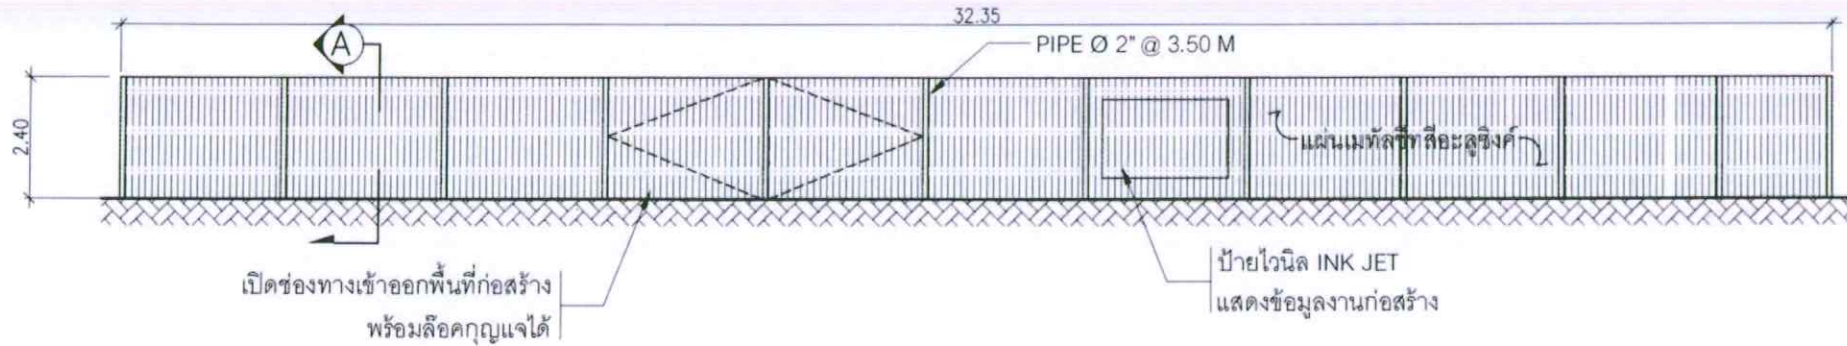 32.35
A
PIPE Ø 2" @ 3.50 M
2.40
แผ่นเมทัลชีทสีอะลูซิงค์
เปิดช่องทางเข้าออกพื้นที่ก่อสร้าง
พร้อมล๊อคกุญแจได้
ป้ายไวนิล INK JET
แสดงข้อมูลงานก่อสร้าง